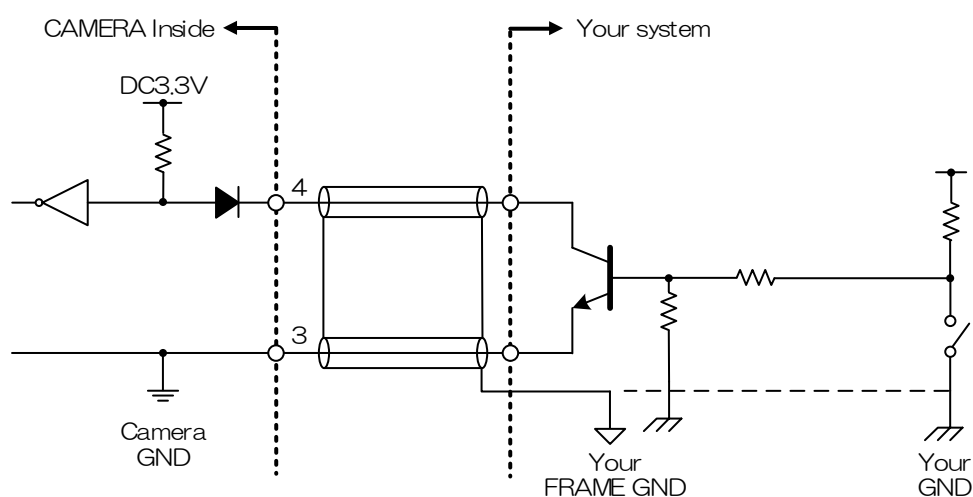 CAMERA Inside
Your system
DC3.3V
4
3
Camera
GND
Your
FRAME GND
Your
GND